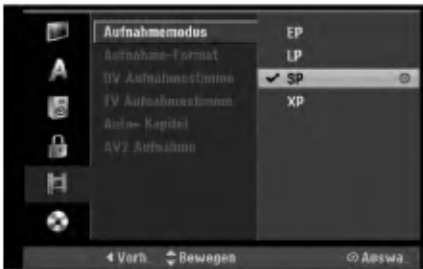 Aufnahmemodus
Aufnahme-Format
DV Aufnahmestimme
TV Aufnahmestimme
Auto- Kapitel
AV2 Aufnahme
EP
LP
SP
XP
Vorh. Bewegen Auswa.